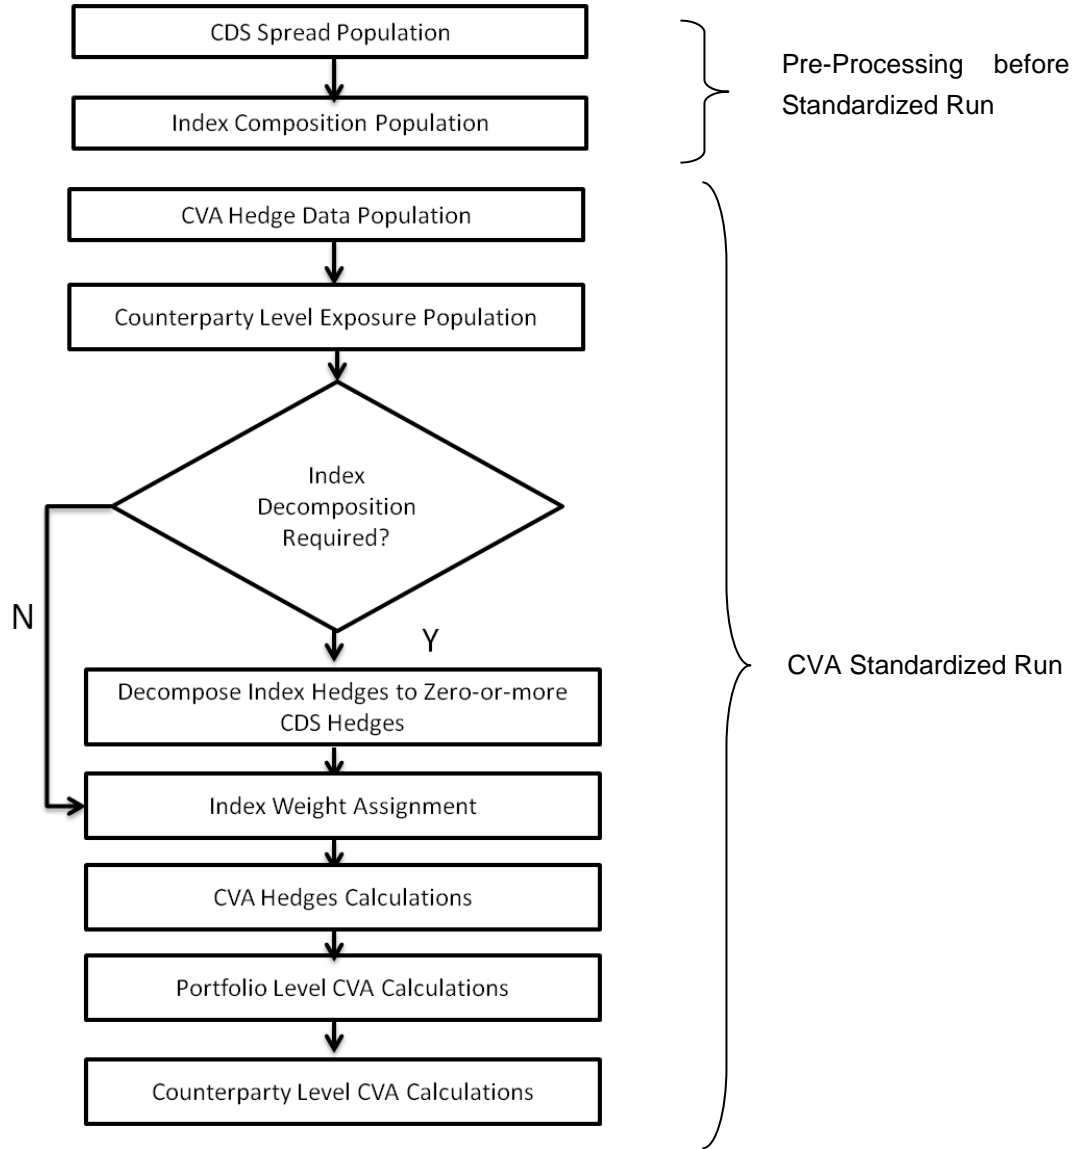 CDS Spread Population
Pre-Processing before
Standardized Run
Index Composition Population
CVA Hedge Data Population
Counterparty Level Exposure Population
Index
Decomposition
Required?
N
Y
CVA Standardized Run
Decompose Index Hedges to Zero-or-more
CDS Hedges
Index Weight Assignment
CVA Hedges Calculations
Portfolio Level CVA Calculations
Counterparty Level CVA Calculations